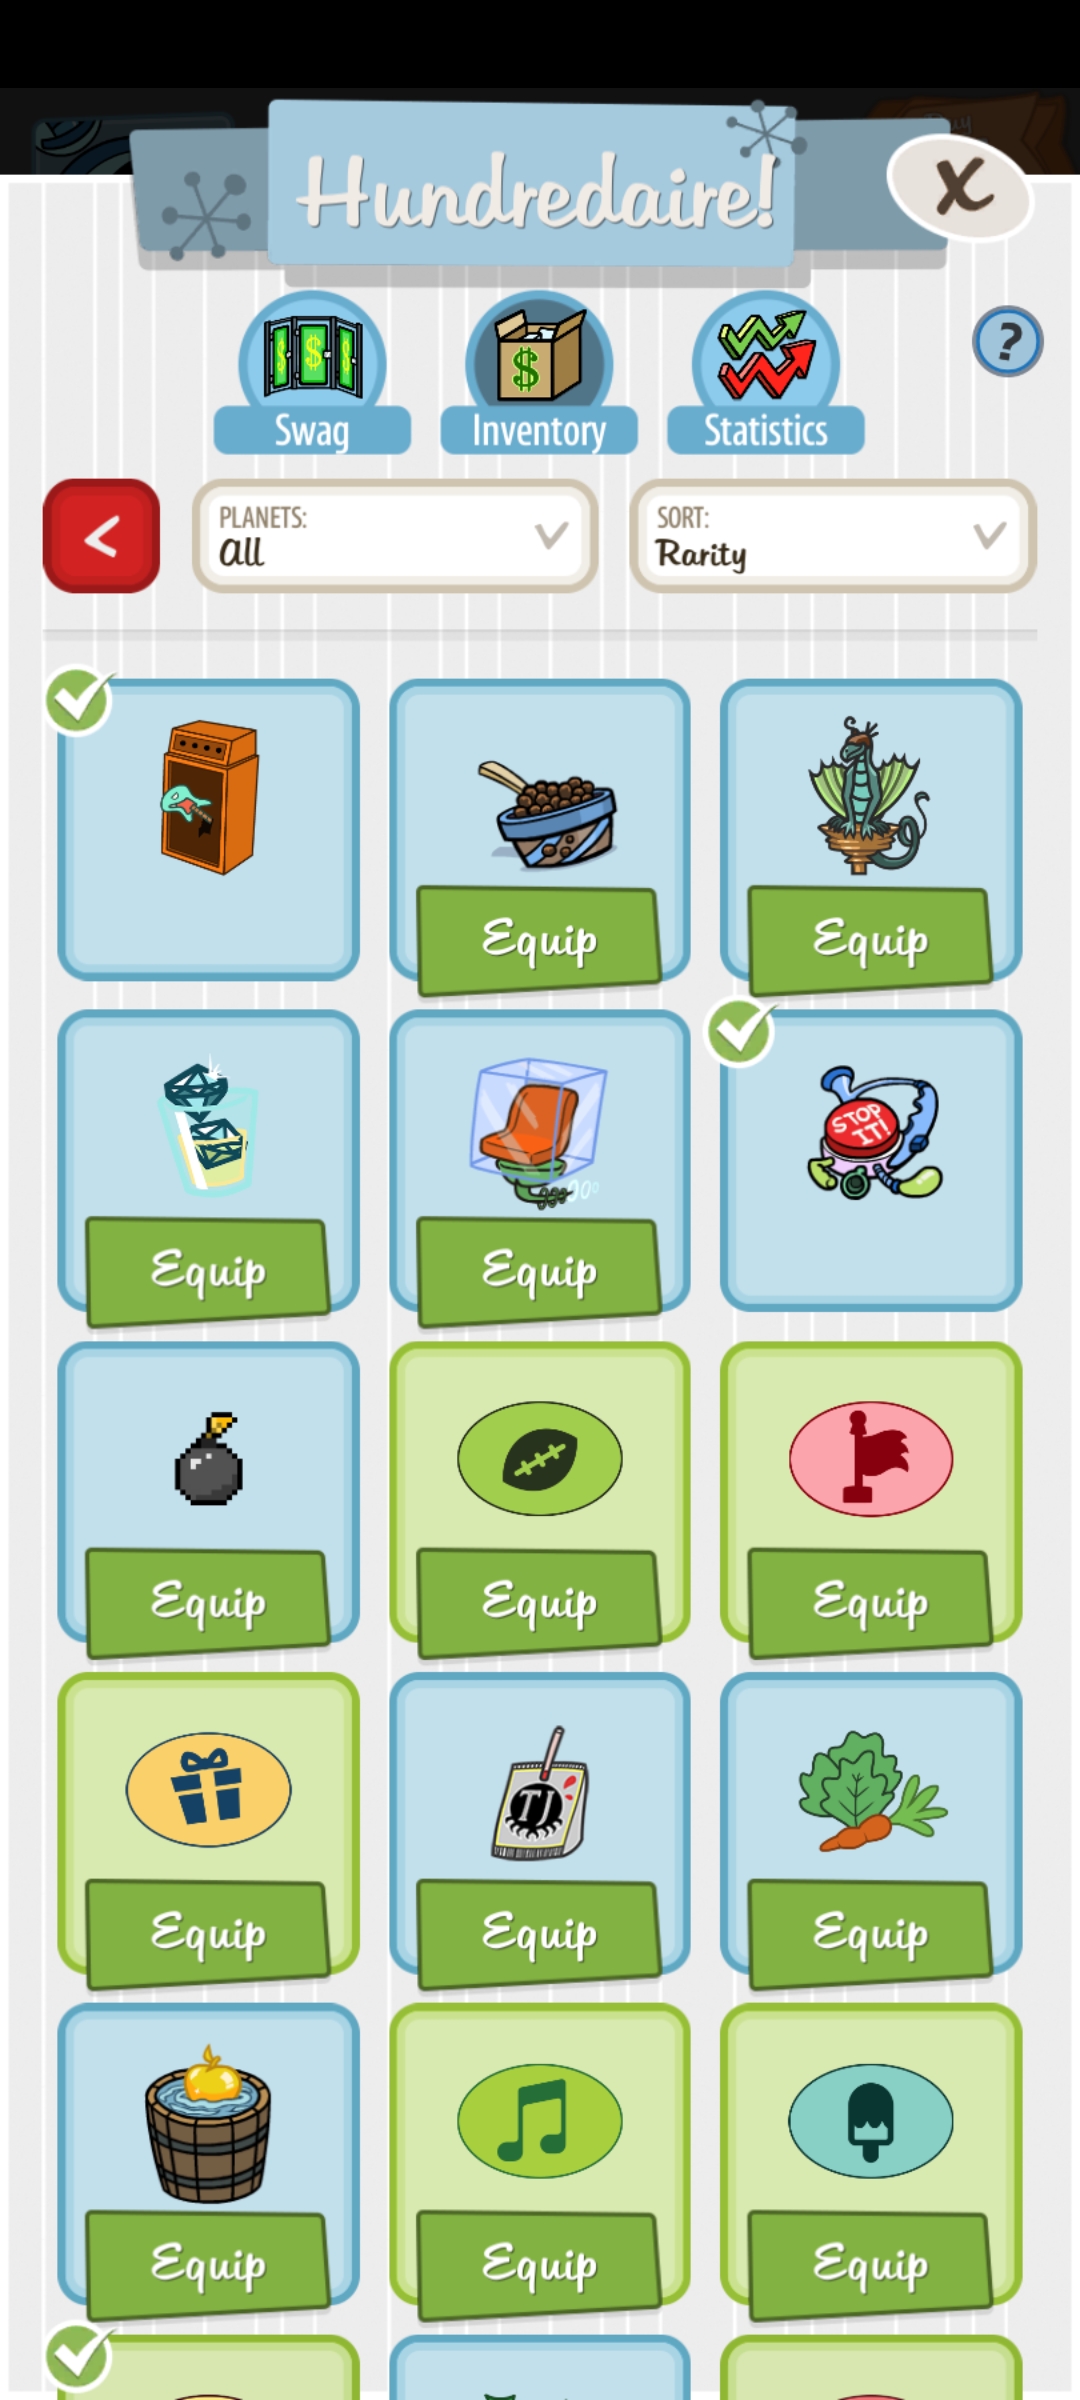 Hundredaire!
X
$ $ $
$
?
Swag
Inventory
Statistics
<
PLANETS:
All
SORT:
Rarity
Equip
Equip
STOP
IT!
Equip
Equip
Equip
Equip
Equip
TJ
Equip
Equip
Equip
Equip
Equip
Equip